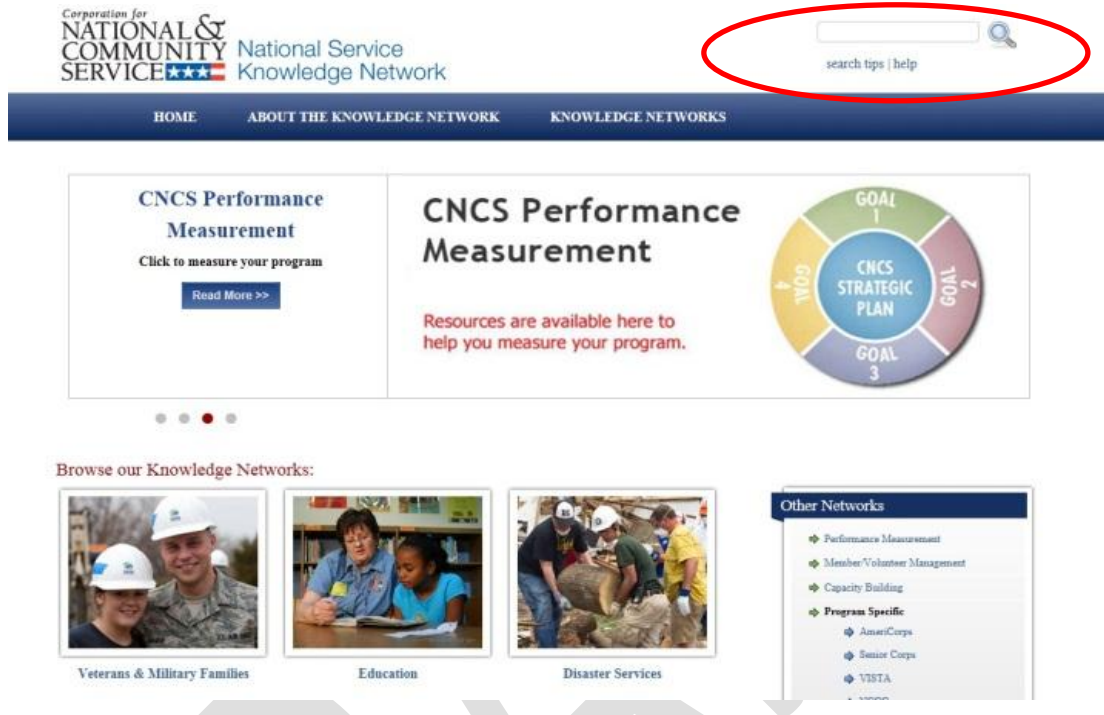 Corporation for
NATIONAL &
COMMUNITY
SERVICE
National Service
Knowledge Network
search tips | help
HOME ABOUT THE KNOWLEDGE NETWORK KNOWLEDGE NETWORKS
CNCS Performance
Measurement
Click to measure your program
Read More >>
CNCS Performance
Measurement
Resources are available here to
help you measure your program.
GOAL
1
GOAL
2
GOAL
3
GOAL
4
CNCS
STRATEGIC
PLAN
Browse our Knowledge Networks:
Veterans & Military Families
Education
Disaster Services
Other Networks
Performance Measurement
Member/Volunteer Management
Capacity Building
Program Specific
AmeriCorps
Senior Corps
VISTA